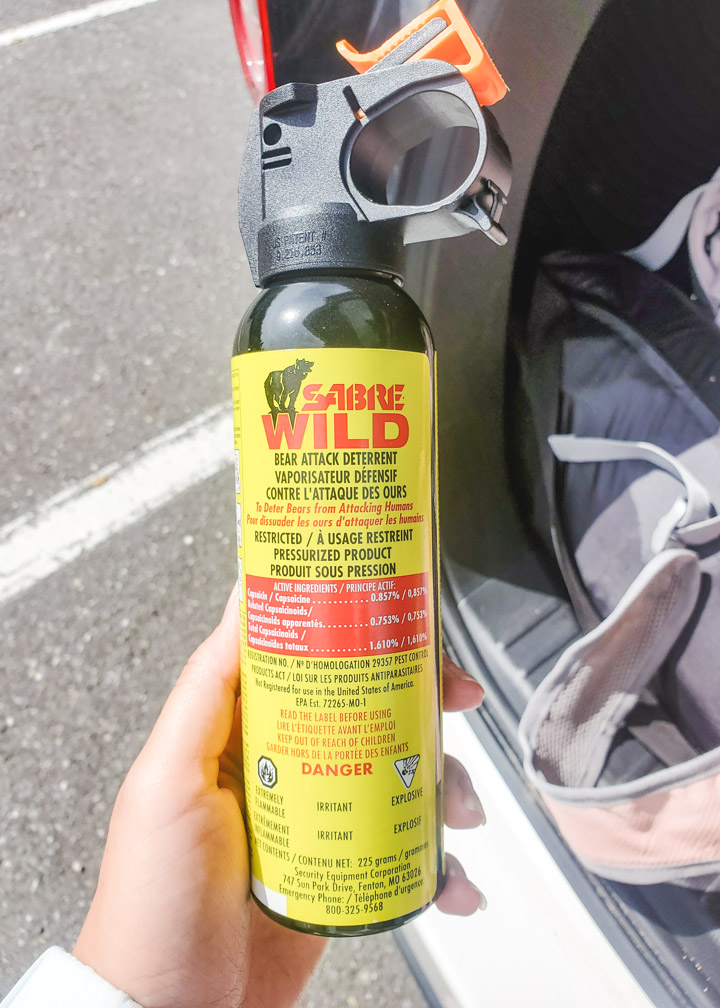 US PATENT #
SABRE
WILD
BEAR ATTACK DETERRENT
VAPORISATEUR DÉFENSIF
CONTRE L'ATTAQUE DES OURS
To Deter Bears from Attacking Humans
Pour dissuader les ours d'attaquer les humains
RESTRICTED / À USAGE RESTREINT
PRESSURIZED PRODUCT
PRODUIT SOUS PRESSION
ACTIVE INGREDIENTS / PRINCIPE ACTIF:
Capsaicin / Capsaicine .............. 0.857% / 0,857%
Related Capsaicinoids/
Capsaicinoides apparentés............ 0.753% / 0,753%
Total Capsaicinoids /
Capsaicinoïdes totaux ............... 1.610% / 1,610%
REGISTRATION NO. / Nº D'HOMOLOGATION 29357 PEST CONTROL
PRODUCTS ACT / LOI SUR LES PRODUITS ANTIPARASITAIRES
Not Registered for use in the United States of America.
EPA Est. 72265-MO-1
READ THE LABEL BEFORE USING
LIRE L'ÉTIQUETTE AVANT L'EMPLOI
KEEP OUT OF REACH OF CHILDREN
GARDER HORS DE LA PORTÉE DES ENFANTS
DANGER
EXTREMELY
FLAMMABLE
IRRITANT
EXPLOSIVE
EXTRÊMEMENT
INFLAMMABLE
IRRITANT
EXPLOSIF
NET CONTENTS / CONTENU NET: 225 grams / grammes
Security Equipment Corporation
747 Sun Park Drive, Fenton, MO 63026
Emergency Phone: / Téléphone d'urgence:
800-325-9568